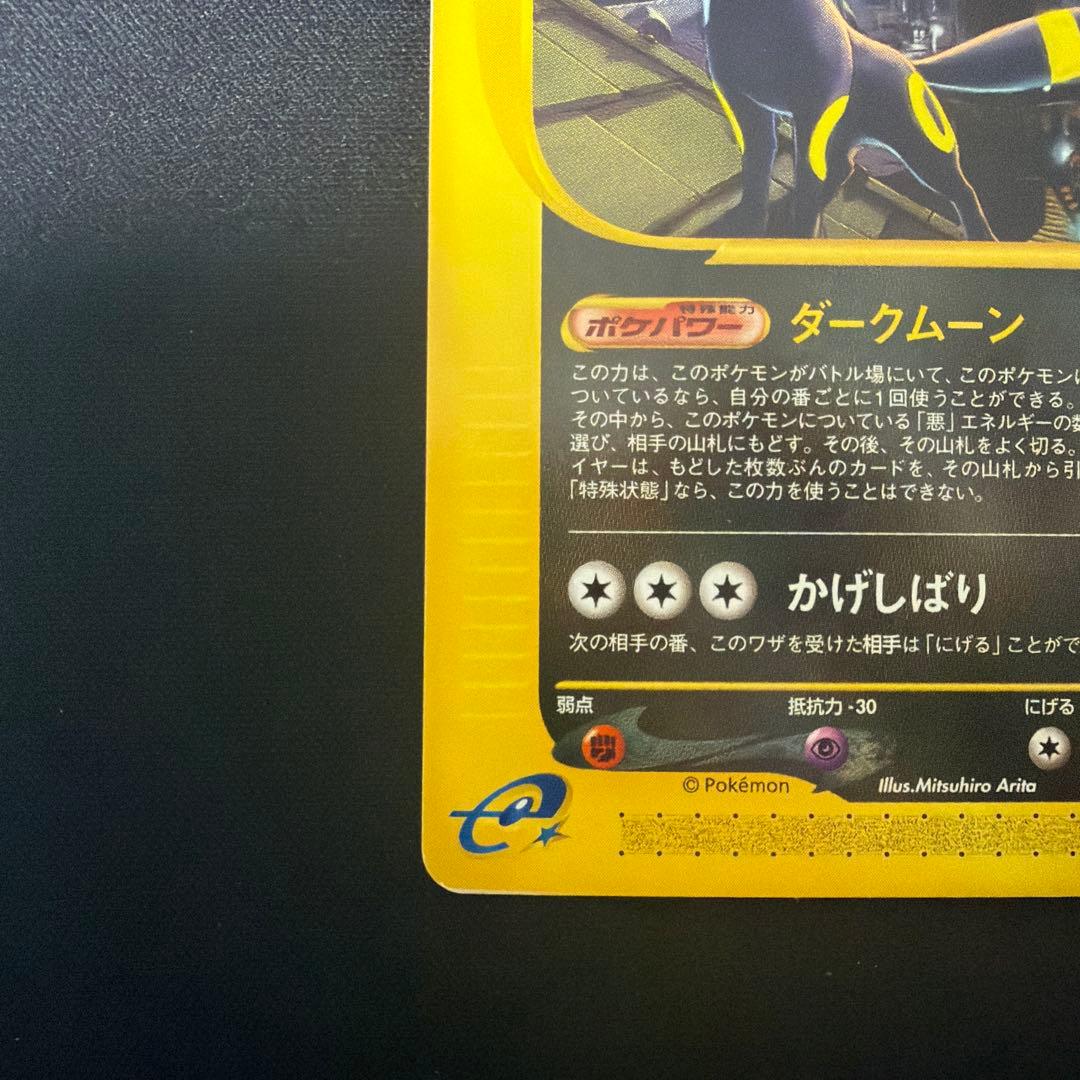 特殊能力
ポケパワー ダークムーン
この力は、このポケモンがバトル場にいて、このポケモンに
ついているなら、自分の番ごとに1回使うことができる。
その中から、このポケモンについている「悪」エネルギーの数
選び、相手の山札にもどす。その後、その山札をよく切る。
イヤーは、もどした枚数ぶんのカードを、その山札から引
「特殊状態」なら、この力を使うことはできない。
かげしばり
次の相手の番、このワザを受けた相手は「にげる」ことがで
弱点 抵抗力 -30 にげる
© Pokémon Illus.Mitsuhiro Arita
e